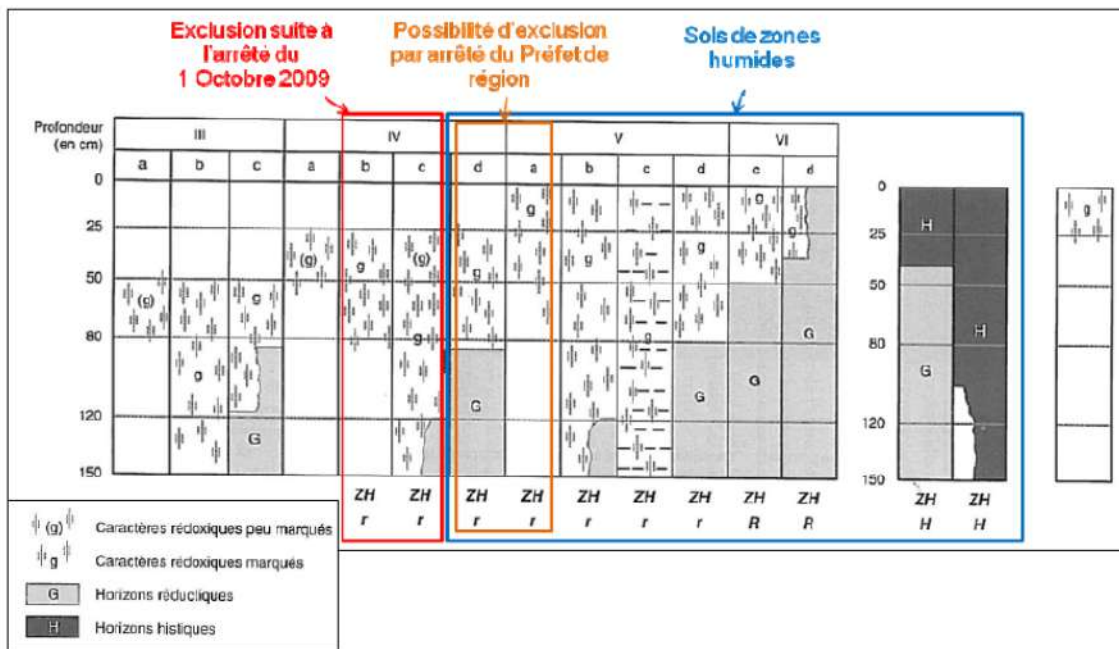 Exclusion suite à
l'arrêté du
1 Octobre 2009
Possibilité d'exclusion
par arrêté du Préfet de
région
Sols de zones
humides
Profondeur
(en cm)
III IV V VI
a b c a b c d a b c d c d
0
25
50
80
120
150
0
25
50
80
120
150
(g) g g G (g) g (g) g g G g g g g G g G g G
H G H
g
ZH ZH ZH ZH ZH ZH ZH ZH ZH ZH ZH
r r r r r r r R R H H
(g) Caractères rédoxiques peu marqués
g Caractères rédoxiques marqués
G Horizons réductiques
H Horizons histiques